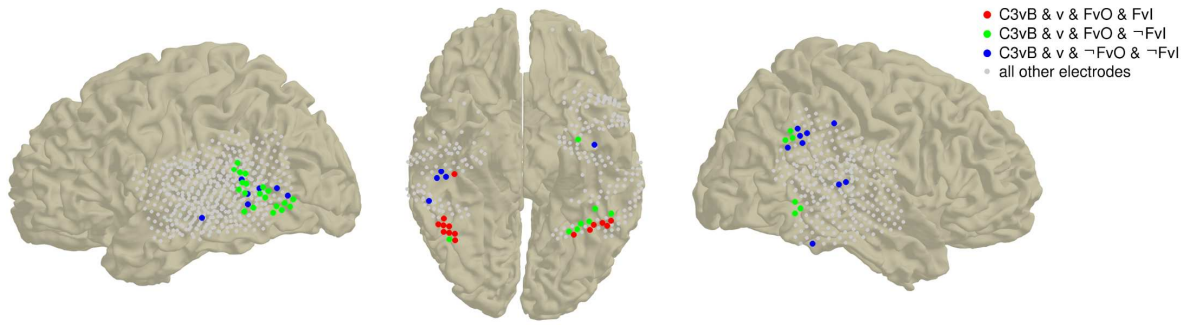 C3vB & v & FvO & FvI
C3vB & v & FvO & ¬FvI
C3vB & v & ¬FvO & ¬FvI
all other electrodes